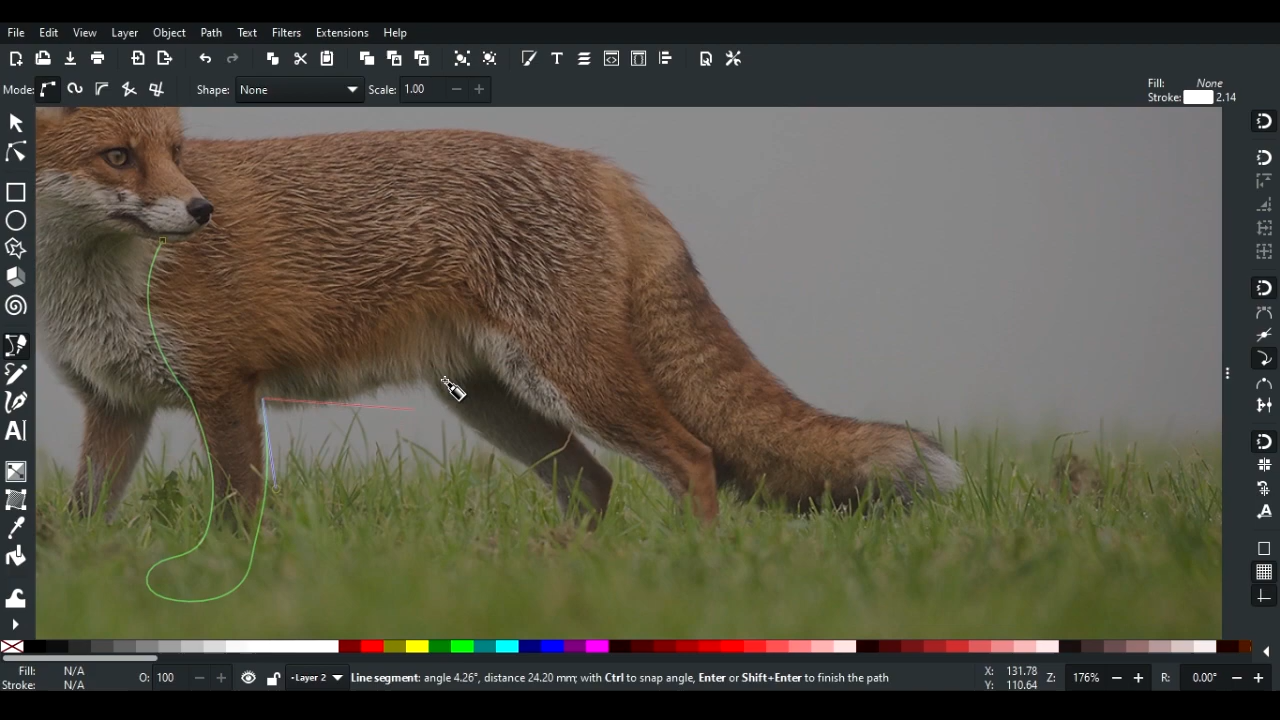 File Edit View Layer Object Path Text Filters Extensions Help
Mode: Shape: None Scale: 1.00
Fill: None
Stroke: 2.14
Fill: N/A
Stroke: N/A
O: 100
Layer 2
Line segment: angle 4.26°, distance 24.20 mm; with Ctrl to snap angle, Enter or Shift+Enter to finish the path
X: 131.78
Y: 110.64
Z: 176%
R: 0.00°